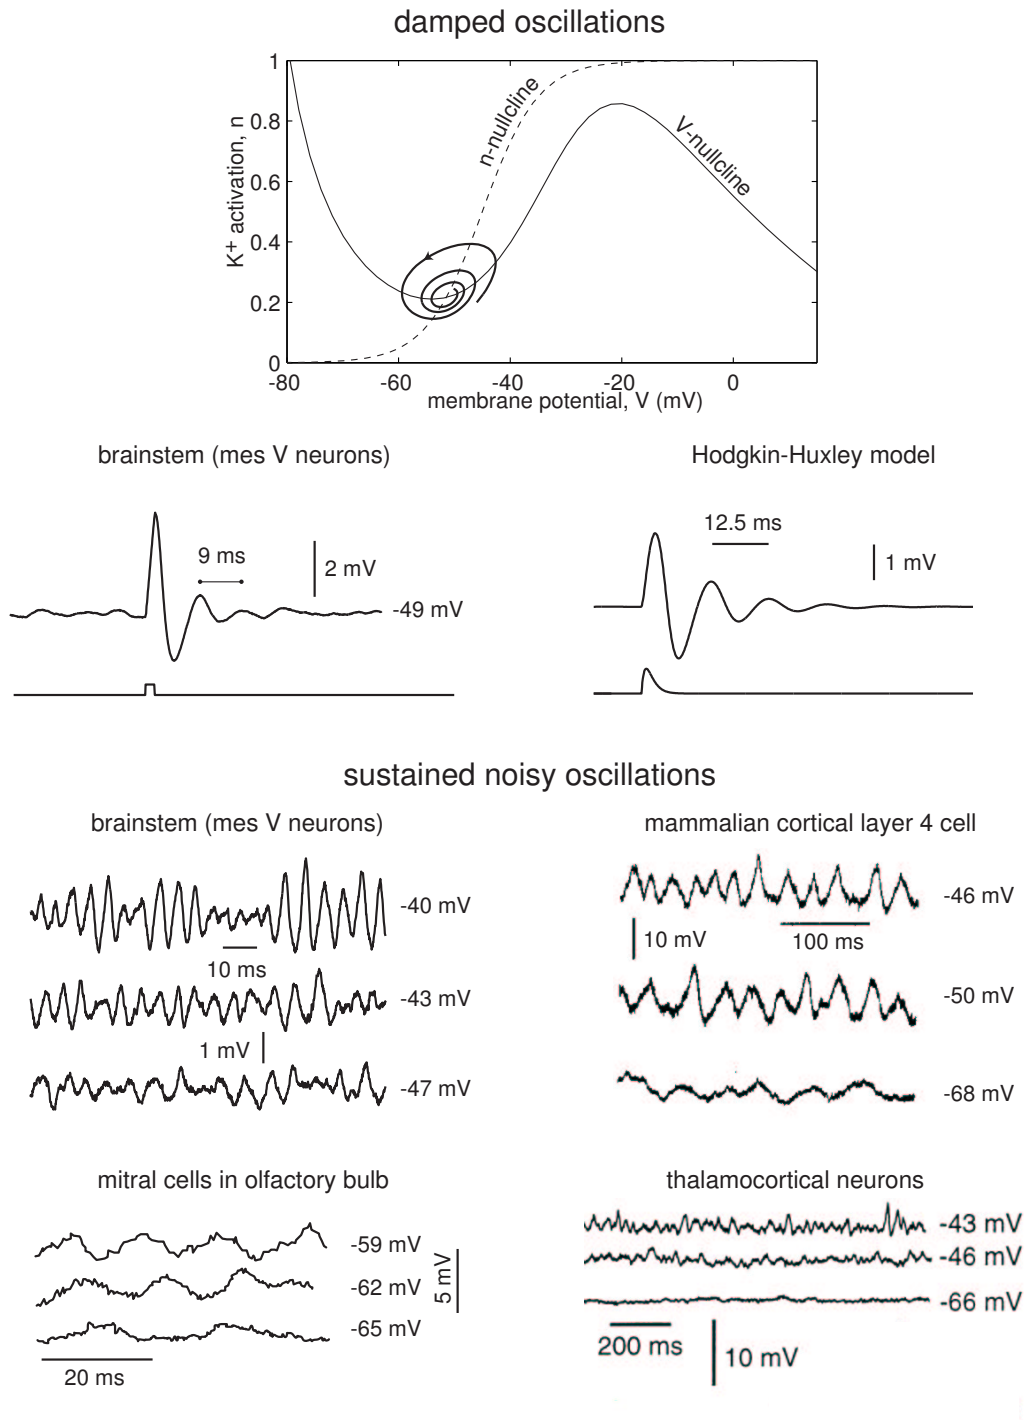 damped oscillations
1
0.8
0.6
0.4
0.2
0
K+ activation, n
n-nullcline
V-nullcline
-80
-60
-40
-20
0
membrane potential, V (mV)
brainstem (mes V neurons)
9 ms
2 mV
-49 mV
Hodgkin-Huxley model
12.5 ms
1 mV
sustained noisy oscillations
brainstem (mes V neurons)
-40 mV
10 ms
-43 mV
1 mV
-47 mV
mammalian cortical layer 4 cell
-46 mV
10 mV
100 ms
-50 mV
-68 mV
mitral cells in olfactory bulb
-59 mV
-62 mV
-65 mV
5 mV
20 ms
thalamocortical neurons
-43 mV
-46 mV
-66 mV
200 ms
10 mV